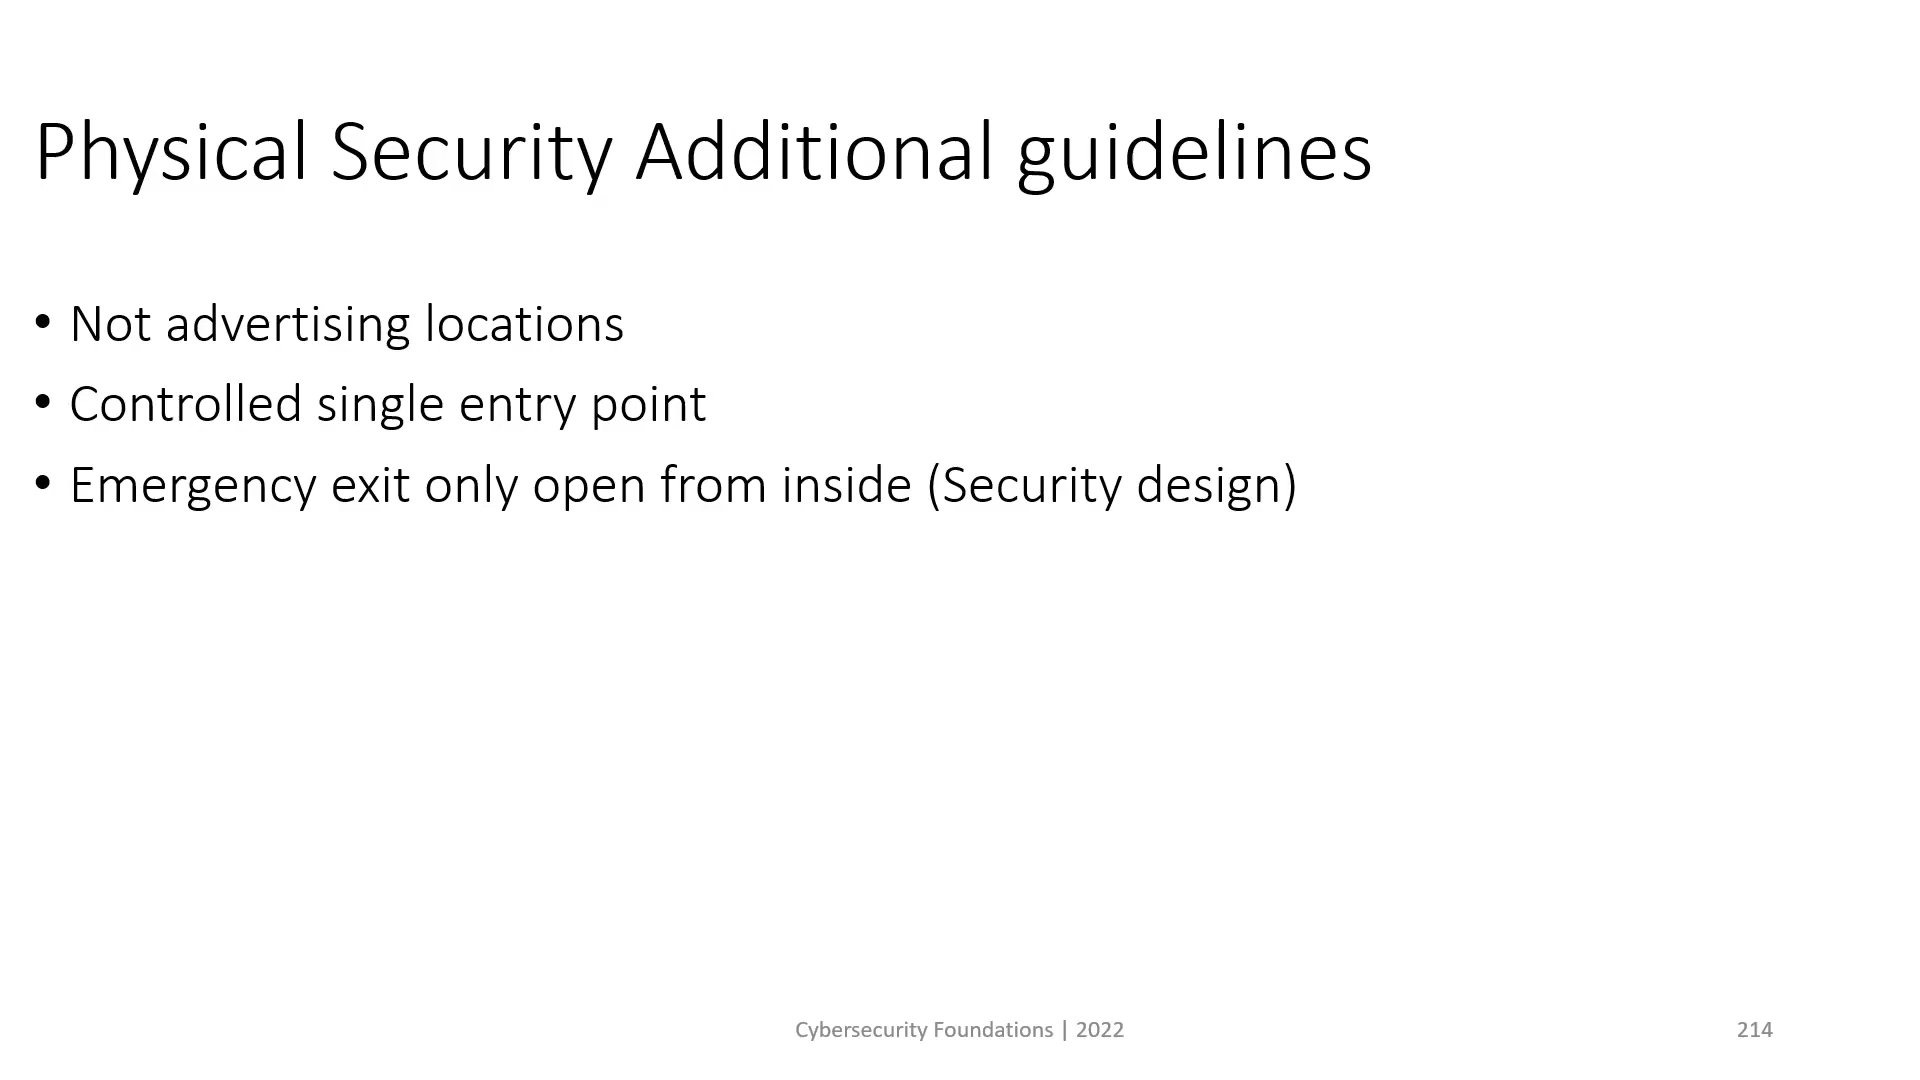 Physical Security Additional guidelines
• Not advertising locations
• Controlled single entry point
• Emergency exit only open from inside (Security design)
Cybersecurity Foundations | 2022
214